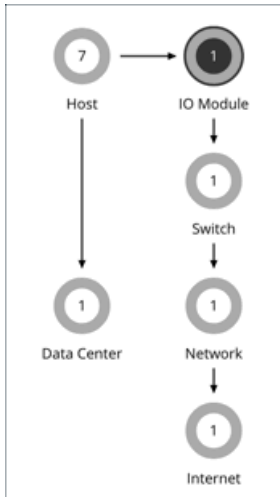 7
1
Host
IO Module
1
Switch
1
1
Data Center
Network
1
Internet